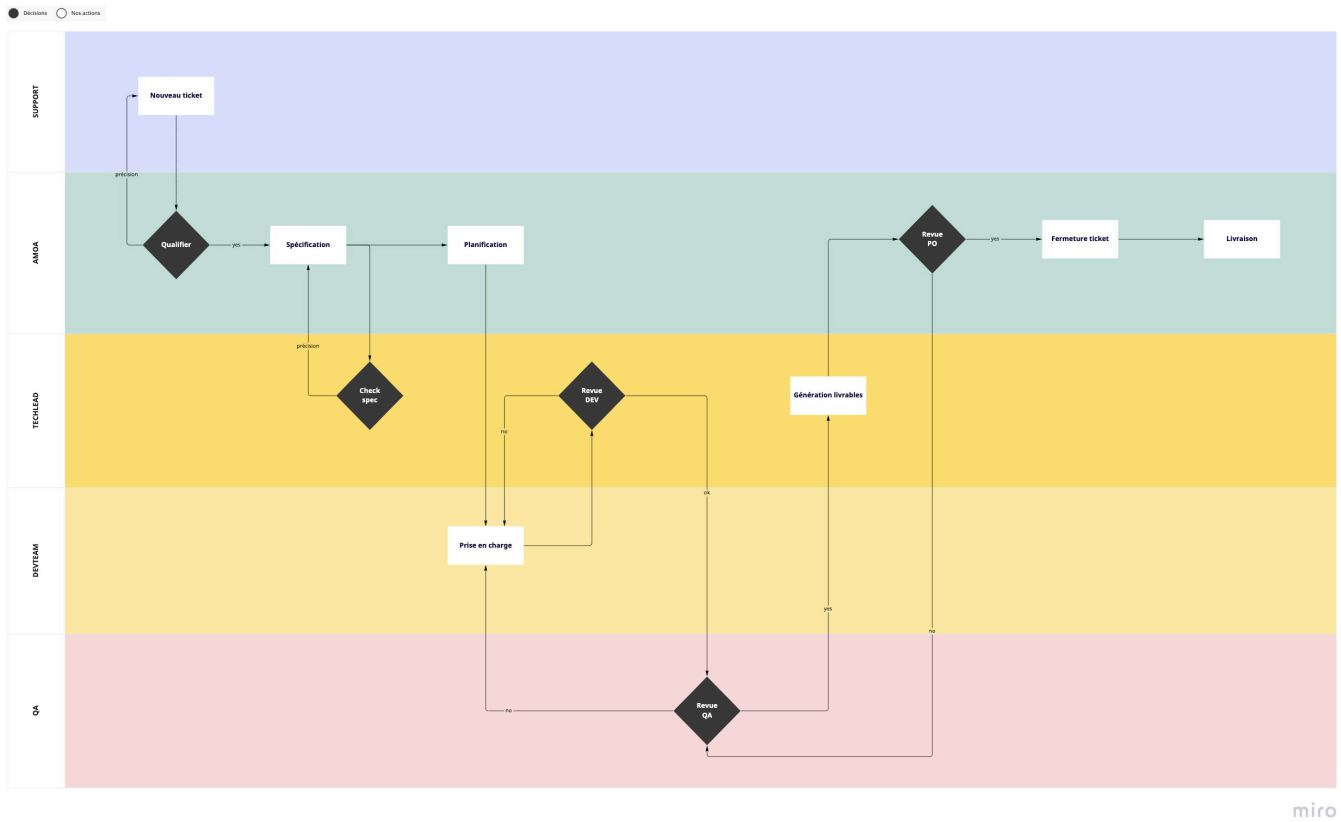 Décisions
Nos actions
SUPPORT
Nouveau ticket
précision
AMOA
Qualifier
yes
Spécification
Planification
Revue
PO
yes
Fermeture ticket
Livraison
précision
TECHLEAD
Check
spec
Revue
DEV
no
Génération livrables
ok
DEVTEAM
Prise en charge
yes
no
QA
no
Revue
QA
miro